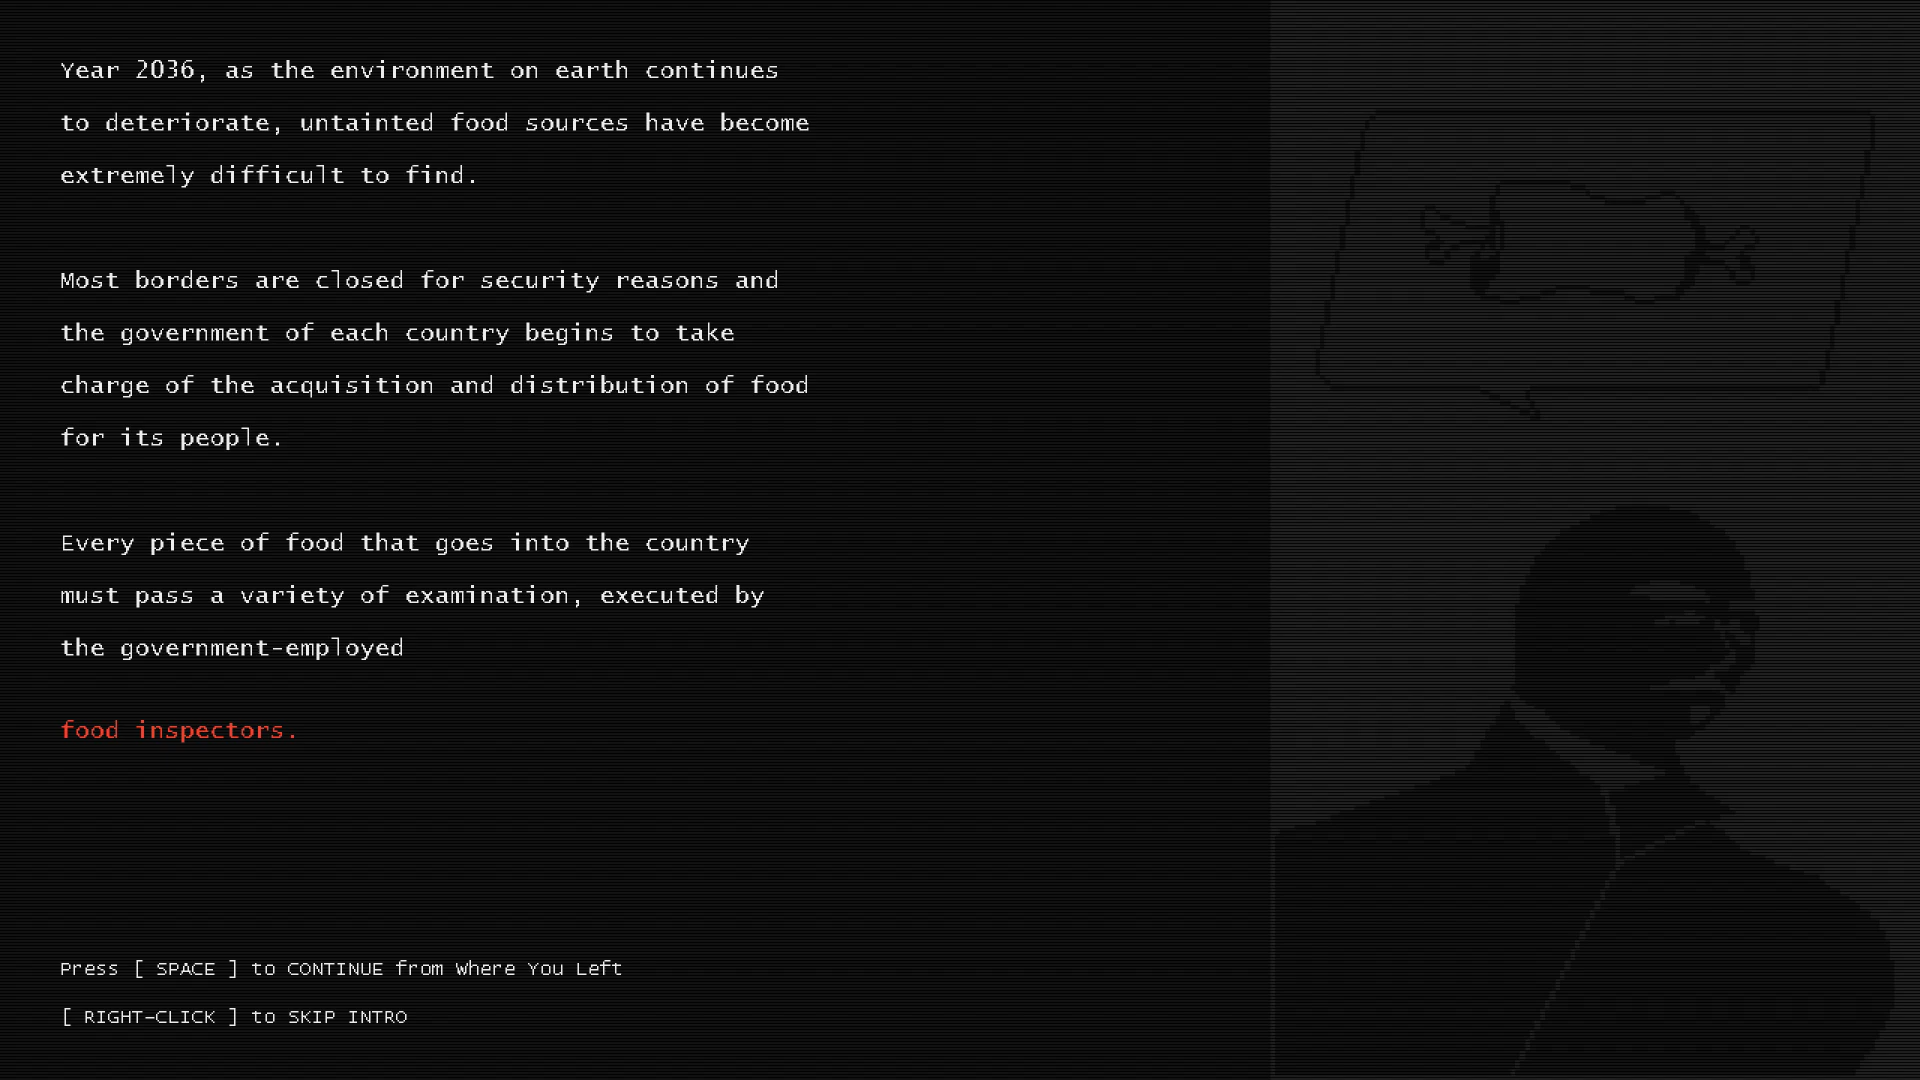 Year 2036, as the environment on earth continues
to deteriorate, untainted food sources have become
extremely difficult to find.
Most borders are closed for security reasons and
the government of each country begins to take
charge of the acquisition and distribution of food
for its people.
Every piece of food that goes into the country
must pass a variety of examination, executed by
the government-employed
food inspectors.
Press [ SPACE ] to CONTINUE from Where You Left
[ RIGHT-CLICK ] to SKIP INTRO